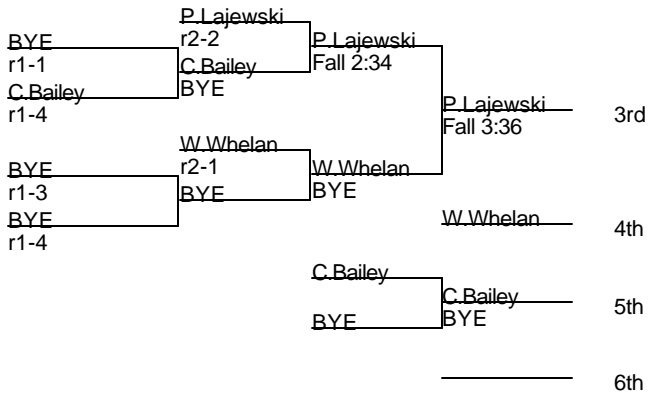 BYE
r1-1
C.Bailey
r1-4
BYE
r1-3
BYE
r1-4
P.Lajewski
r2-2
C.Bailey
BYE
W.Whelan
r2-1
BYE
P.Lajewski
Fall 2:34
W.Whelan
BYE
P.Lajewski
Fall 3:36
3rd
W.Whelan
4th
C.Bailey
BYE
C.Bailey
BYE
5th
6th